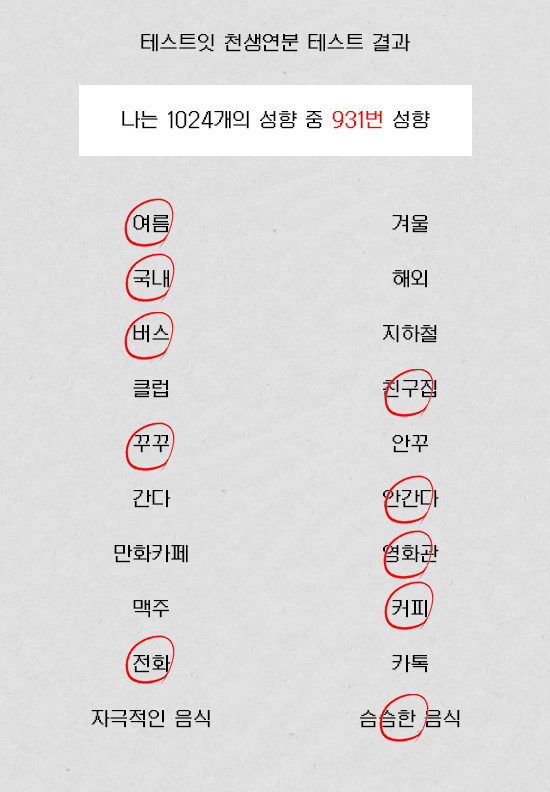 테스트잇 천생연분 테스트 결과
나는 1024개의 성향 중 931번 성향
여름 겨울
국내 해외
버스 지하철
클럽 친구집
꾸꾸 안꾸
간다 안간다
만화카페 영화관
맥주 커피
전화 카톡
자극적인 음식 슴슴한 음식